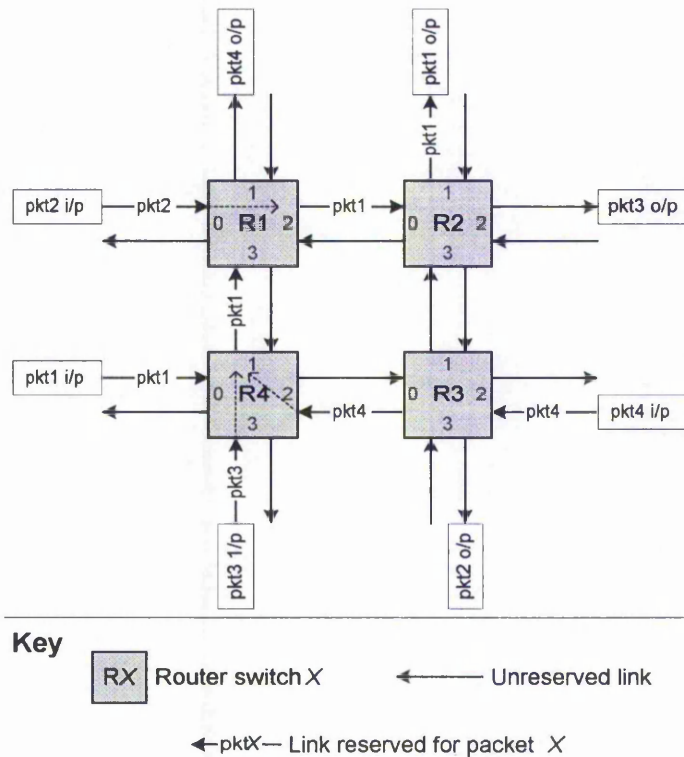 pkt4 o/p
pkt1 o/p
pkt1
pkt2 i/p
pkt2
1
0 R1 2
3
pkt1
1
0 R2 2
3
pkt3 o/p
pkt1
pkt1 i/p
pkt1
1
0 R4 2
3
pkt4
1
0 R3 2
3
pkt4
pkt4 i/p
pkt3
pkt3 1/p
pkt2 o/p
Key
RX Router switch X
Unreserved link
pktX Link reserved for packet X